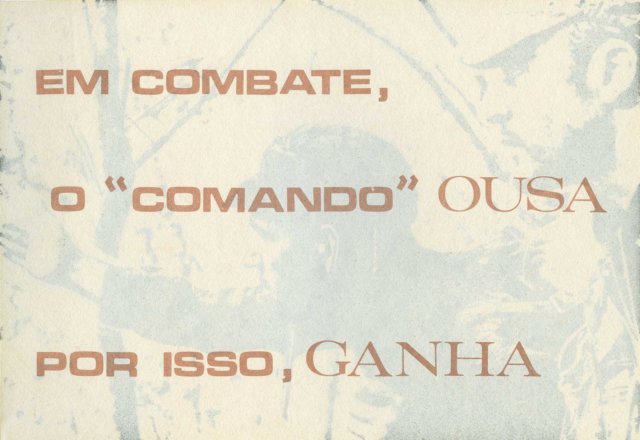 EM COMBATE,
O "COMANDO" OUSA
POR ISSO, GANHA